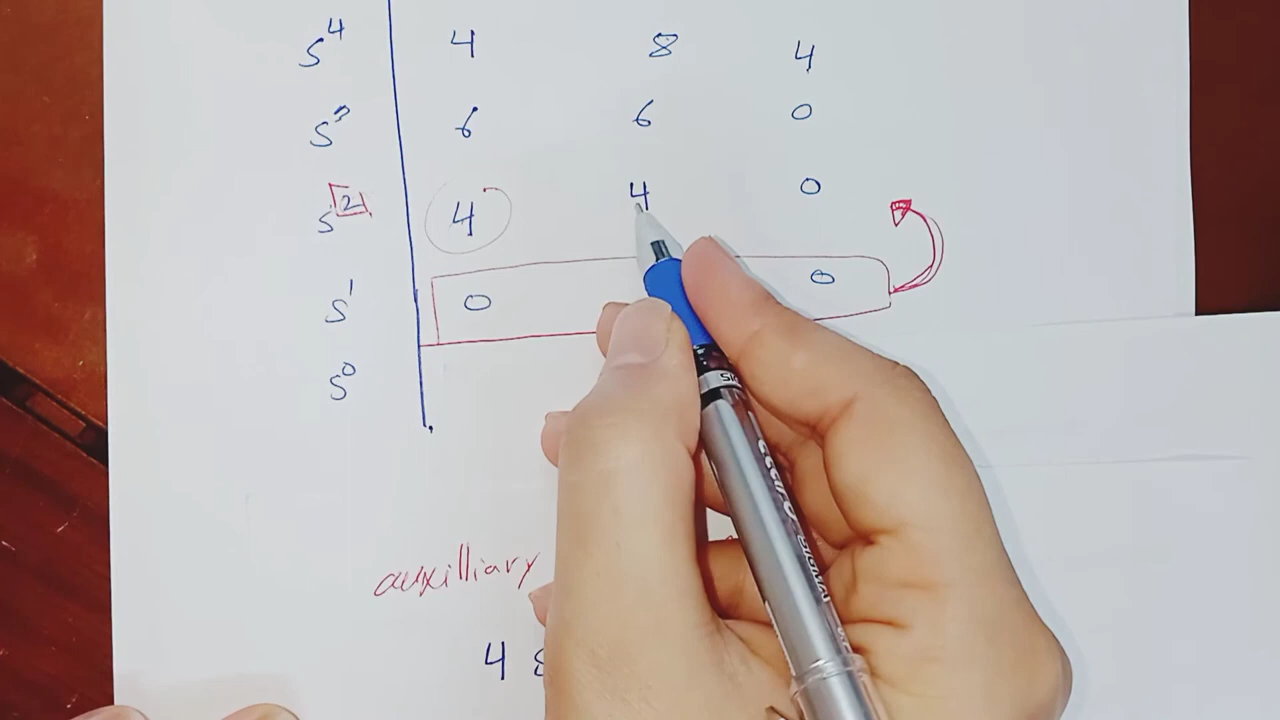 s⁴ 4 8 4
s³ 6 6 0
s² 4 4 0
s¹ 0 0
s⁰
auxilliary
4